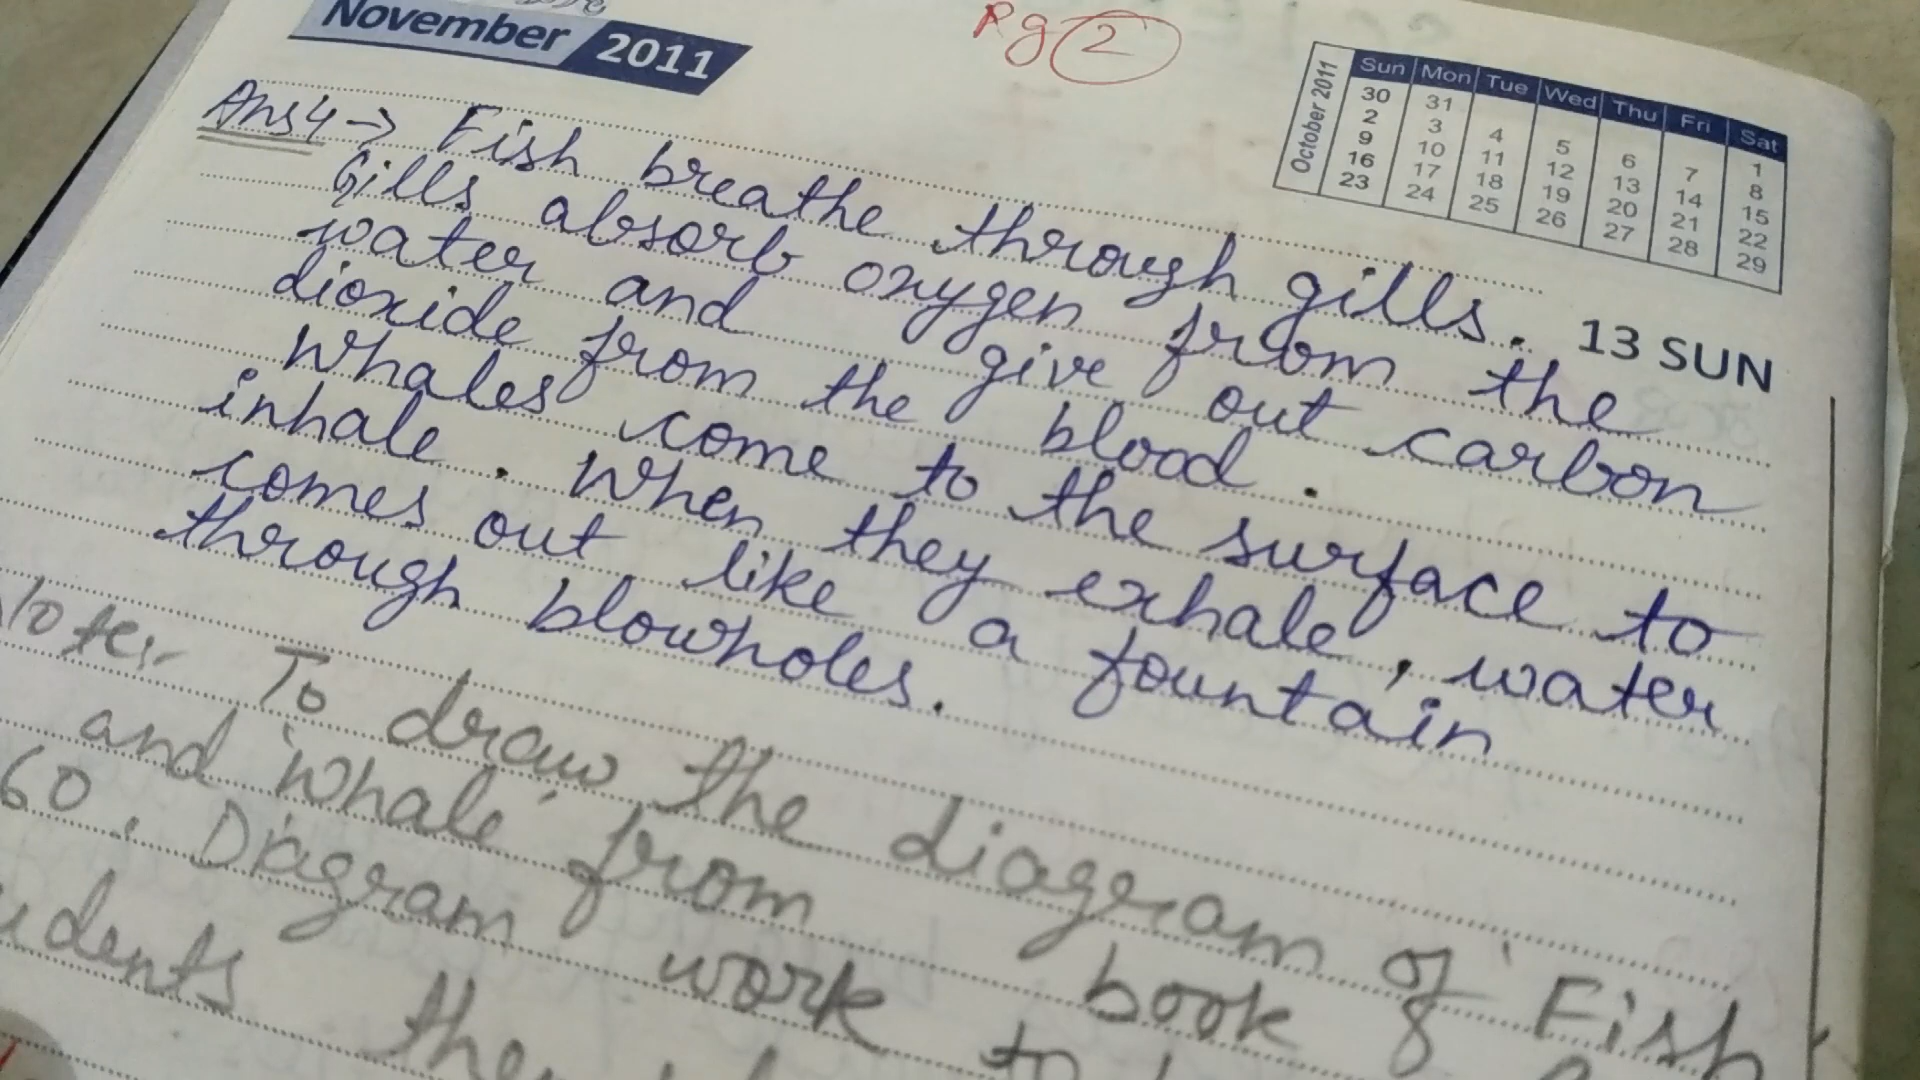 November 2011
Pg 2
October 2011
Sun Mon Tue Wed Thu Fri Sat
30 31 1
2 3 4 5 6 7 8
9 10 11 12 13 14 15
16 17 18 19 20 21 22
23 24 25 26 27 28 29
13 SUN
Ans4 → Fish breathe through gills.
Gills absorb oxygen from the
water and give out carbon
dioxide from the blood.
Whales come to the surface to
inhale. When they exhale, water
comes out like a fountain
through blowholes.
To draw the diagram of 'Fish
and 'whale' from book
60. Diagram work to